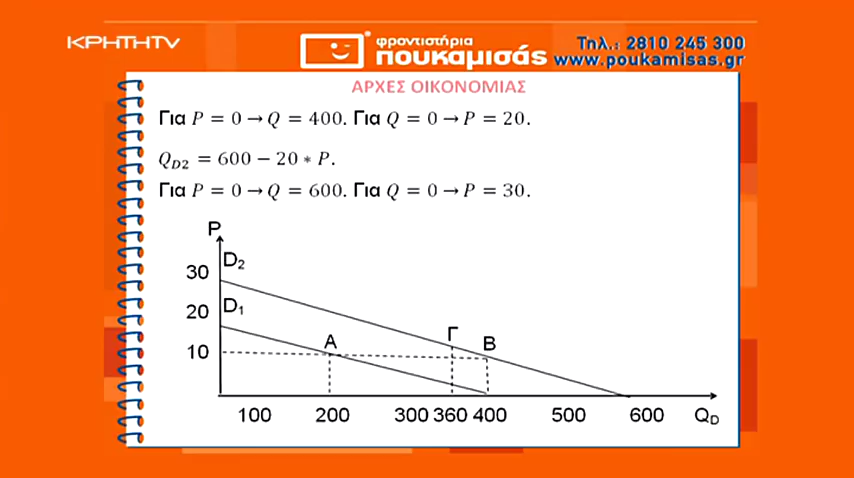 ΚΡΗΤΗTV
φροντιστήρια
πουκαμισάς
Τηλ.: 2810 245 300
www.poukamisas.gr
ΑΡΧΕΣ ΟΙΚΟΝΟΜΙΑΣ
Για P = 0 → Q = 400. Για Q = 0 → P = 20.
Q_D2 = 600 − 20 ∗ P.
Για P = 0 → Q = 600. Για Q = 0 → P = 30.
P
30 D₂
20 D₁
10 A Γ B
100 200 300 360 400 500 600 Q_D